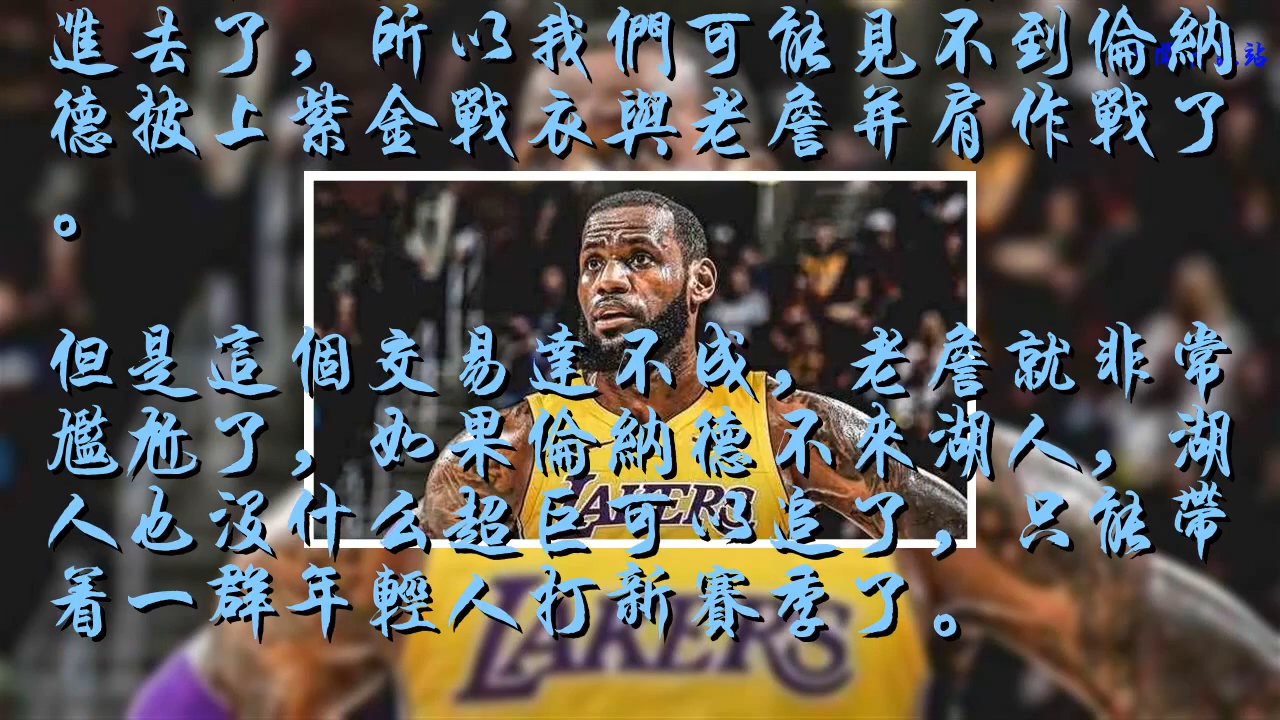 進去了，所以我們可能見不到倫納
站
德披上紫金戰衣與老詹并肩作戰了
。
但是這個交易達不成，老詹就非常
尷尬了，如果倫納德不來湖人，湖
人也沒什么超巨可以追了，只能帶
着一群年輕人打新賽季了。
LAKERS
LAKERS